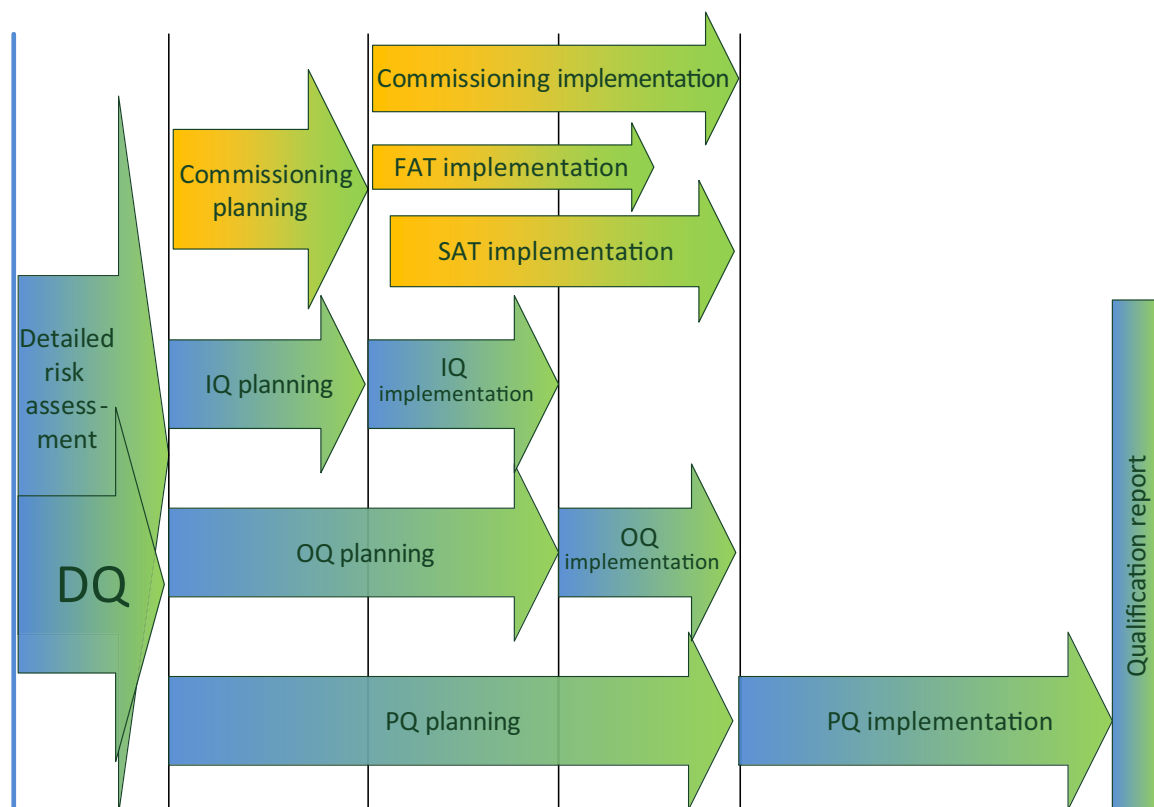 Commissioning implementation
FAT implementation
Commissioning
planning
SAT implementation
Detailed
risk
assess-
ment
IQ planning
IQ
implementation
OQ planning
OQ
implementation
DQ
PQ planning
PQ implementation
Qualification report